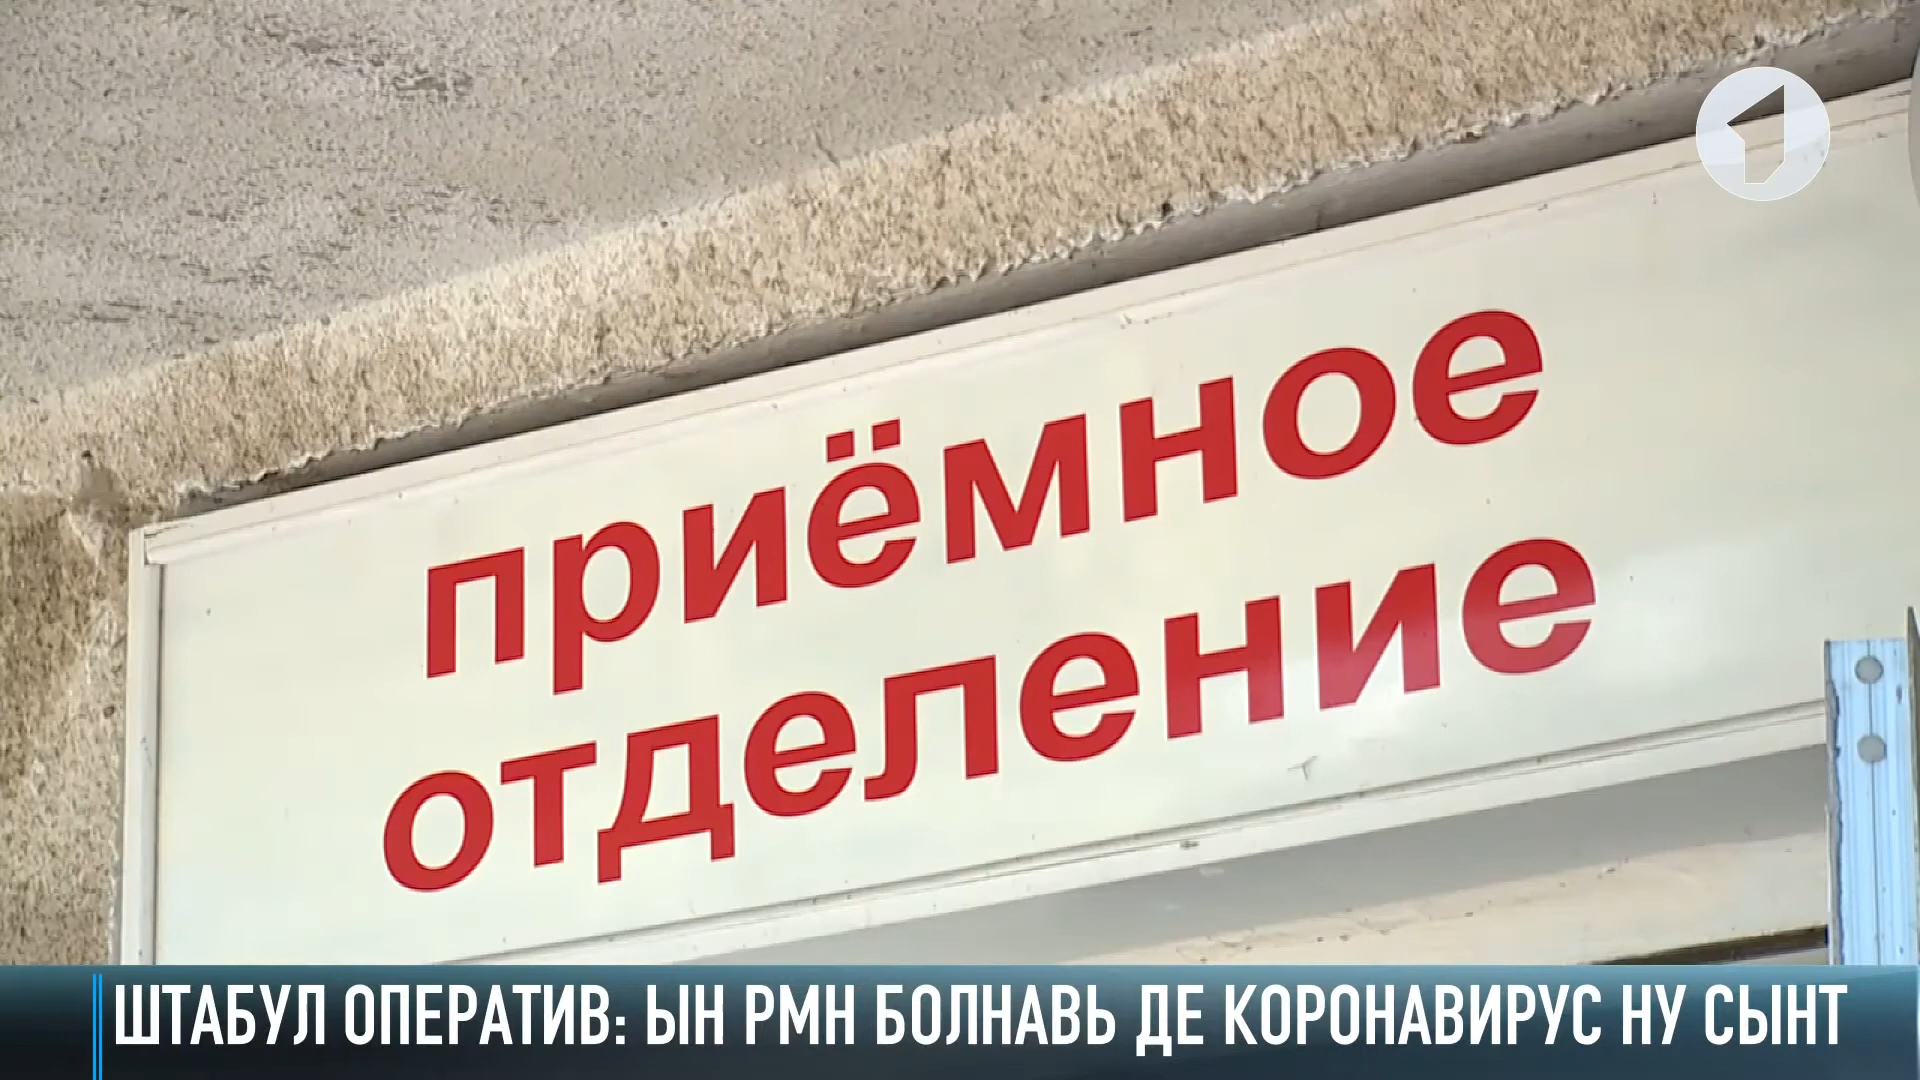 приёмное
отделение
ШТАБУЛ ОПЕРАТИВ: ЫН РМН БОЛНАВЬ ДЕ КОРОНАВИРУС НУ СЫНТ